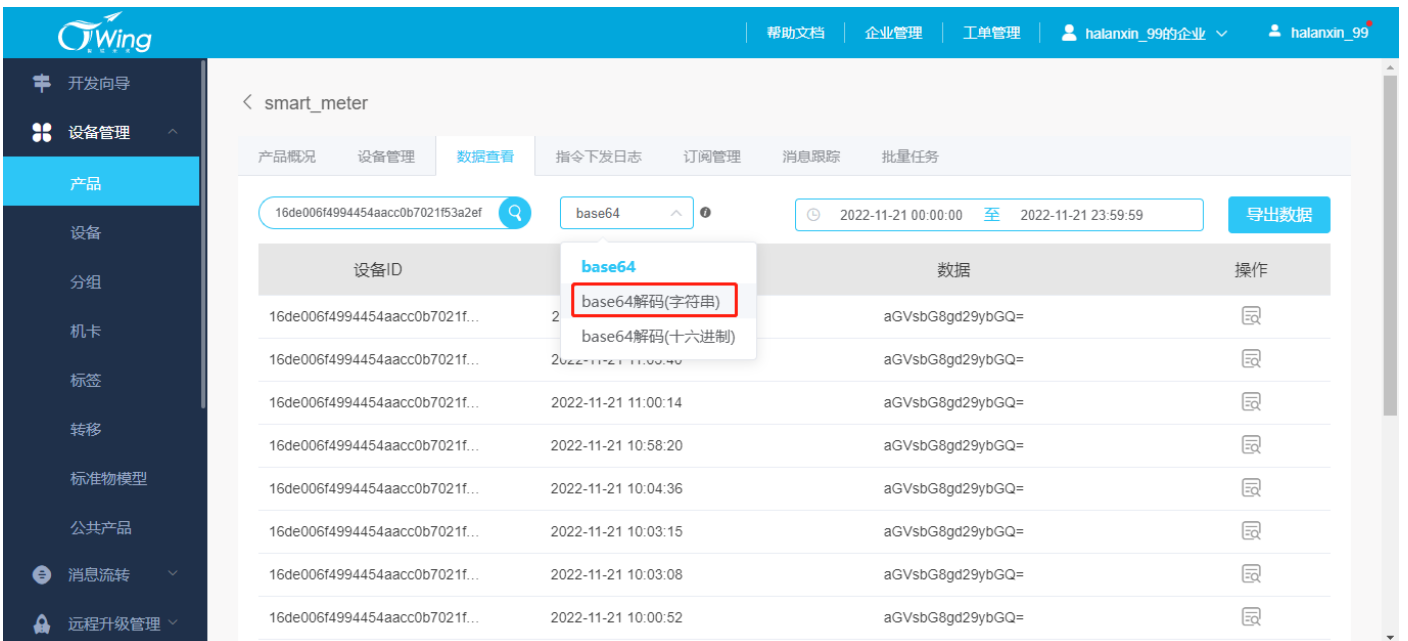 CTWing
帮助文档 企业管理 工单管理 halanxin_99的企业 halanxin_99
开发向导
设备管理
产品
设备
分组
机卡
标签
转移
标准物模型
公共产品
消息流转
远程升级管理
smart_meter
产品概况 设备管理 数据查看 指令下发日志 订阅管理 消息跟踪 批量任务
16de006f4994454aacc0b7021f53a2ef base64 2022-11-21 00:00:00 至 2022-11-21 23:59:59 导出数据
base64
base64解码(字符串)
base64解码(十六进制)
设备ID 数据 操作
16de006f4994454aacc0b7021f... 2 aGVsbG8gd29ybGQ=
16de006f4994454aacc0b7021f... aGVsbG8gd29ybGQ=
16de006f4994454aacc0b7021f... 2022-11-21 11:00:14 aGVsbG8gd29ybGQ=
16de006f4994454aacc0b7021f... 2022-11-21 10:58:20 aGVsbG8gd29ybGQ=
16de006f4994454aacc0b7021f... 2022-11-21 10:04:36 aGVsbG8gd29ybGQ=
16de006f4994454aacc0b7021f... 2022-11-21 10:03:15 aGVsbG8gd29ybGQ=
16de006f4994454aacc0b7021f... 2022-11-21 10:03:08 aGVsbG8gd29ybGQ=
16de006f4994454aacc0b7021f... 2022-11-21 10:00:52 aGVsbG8gd29ybGQ=